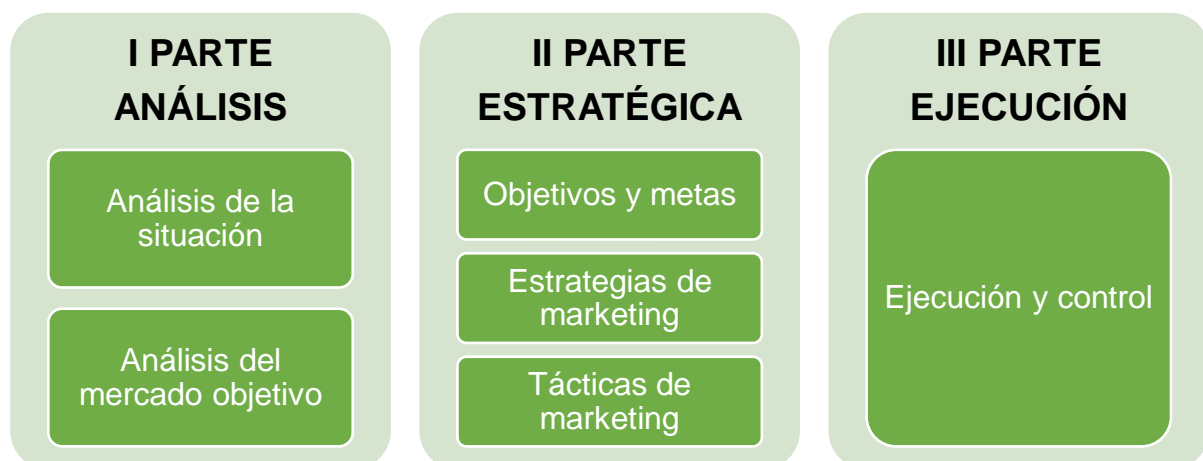 I PARTE
ANÁLISIS
Análisis de la
situación
Análisis del
mercado objetivo
II PARTE
ESTRATÉGICA
Objetivos y metas
Estrategias de
marketing
Tácticas de
marketing
III PARTE
EJECUCIÓN
Ejecución y control